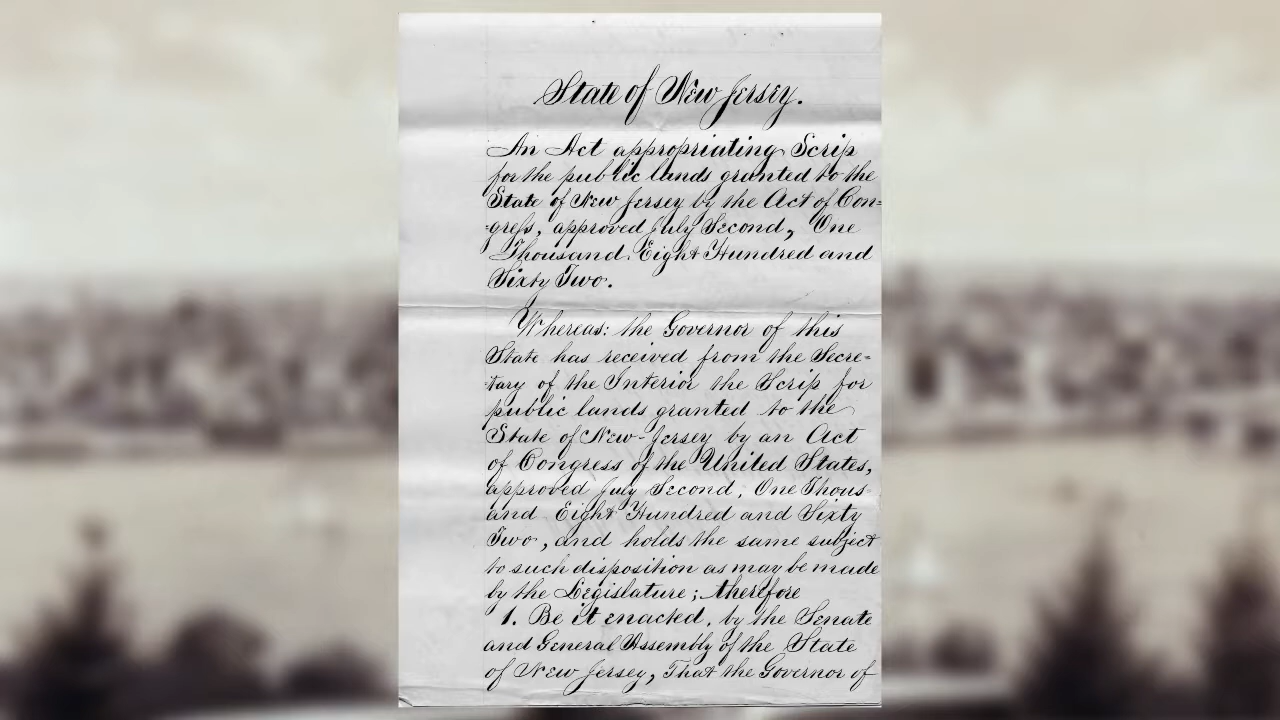 State of New Jersey.
An Act appropriating Scrip
for the public lands granted to the
State of New Jersey by the Act of Con=
=gress, approved July Second, One
Thousand, Eight Hundred and
Sixty Two.
Whereas: the Governor of this
State has received from the Secre=
=tary of the Interior the Scrip for
public lands granted to the
State of New-Jersey by an Act
of Congress of the United States,
approved July Second, One Thous=
and Eight Hundred and Sixty
Two, and holds the same subject
to such disposition as may be made
by the Legislature; therefore
1. Be it enacted, by the Senate
and General Assembly of the State
of New Jersey, That the Governor of